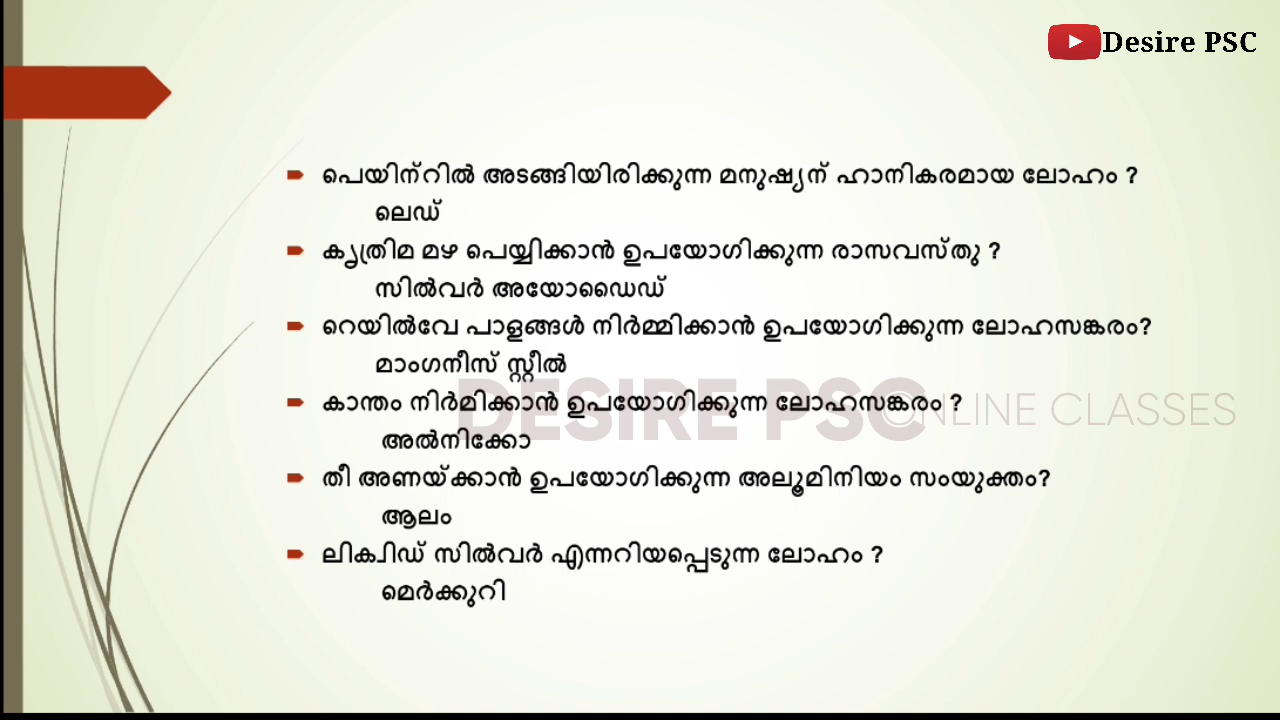 Desire PSC
പെയിന്റിൽ അടങ്ങിയിരിക്കുന്ന മനുഷ്യന് ഹാനികരമായ ലോഹം ?
ലെഡ്
കൃത്രിമ മഴ പെയ്യിക്കാൻ ഉപയോഗിക്കുന്ന രാസവസ്തു ?
സിൽവർ അയോഡൈഡ്
റെയിൽവേ പാളങ്ങൾ നിർമ്മിക്കാൻ ഉപയോഗിക്കുന്ന ലോഹസങ്കരം?
മാംഗനീസ് സ്റ്റീൽ
കാന്തം നിർമിക്കാൻ ഉപയോഗിക്കുന്ന ലോഹസങ്കരം ?
DESIRE PSC ONLINE CLASSES
അൽനിക്കോ
തീ അണയ്ക്കാൻ ഉപയോഗിക്കുന്ന അലൂമിനിയം സംയുക്തം?
ആലം
ലിക്വിഡ് സിൽവർ എന്നറിയപ്പെടുന്ന ലോഹം ?
മെർക്കുറി